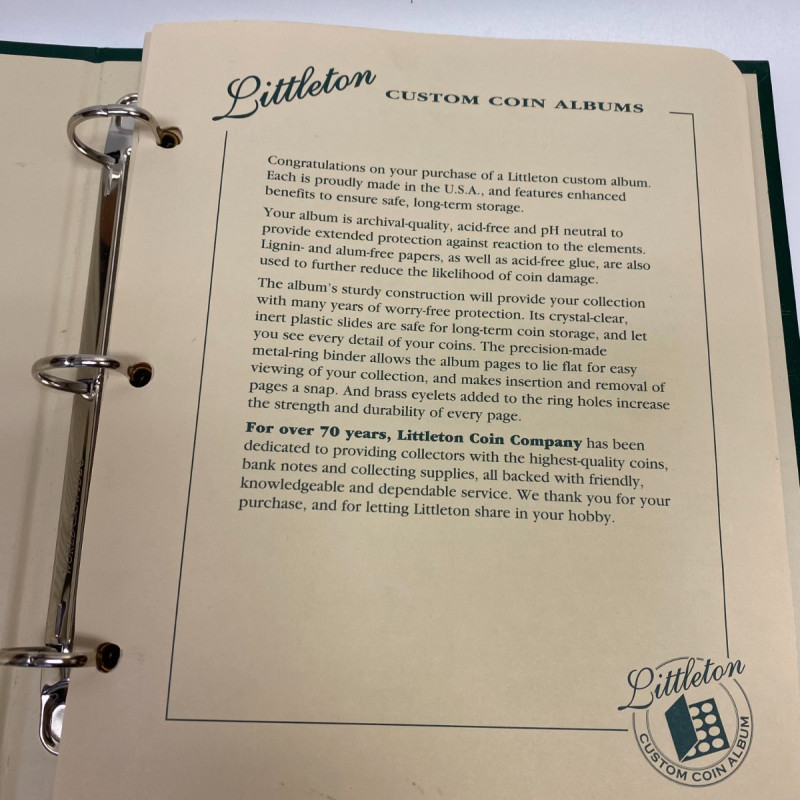 Littleton CUSTOM COIN ALBUMS
Congratulations on your purchase of a Littleton custom album.
Each is proudly made in the U.S.A., and features enhanced
benefits to ensure safe, long-term storage.
Your album is archival-quality, acid-free and pH neutral to
provide extended protection against reaction to the elements.
Lignin- and alum-free papers, as well as acid-free glue, are also
used to further reduce the likelihood of coin damage.
The album's sturdy construction will provide your collection
with many years of worry-free protection. Its crystal-clear,
inert plastic slides are safe for long-term coin storage, and let
you see every detail of your coins. The precision-made
metal-ring binder allows the album pages to lie flat for easy
viewing of your collection, and makes insertion and removal of
pages a snap. And brass eyelets added to the ring holes increase
the strength and durability of every page.
For over 70 years, Littleton Coin Company has been
dedicated to providing collectors with the highest-quality coins,
bank notes and collecting supplies, all backed with friendly,
knowledgeable and dependable service. We thank you for your
purchase, and for letting Littleton share in your hobby.
Littleton
CUSTOM COIN ALBUM